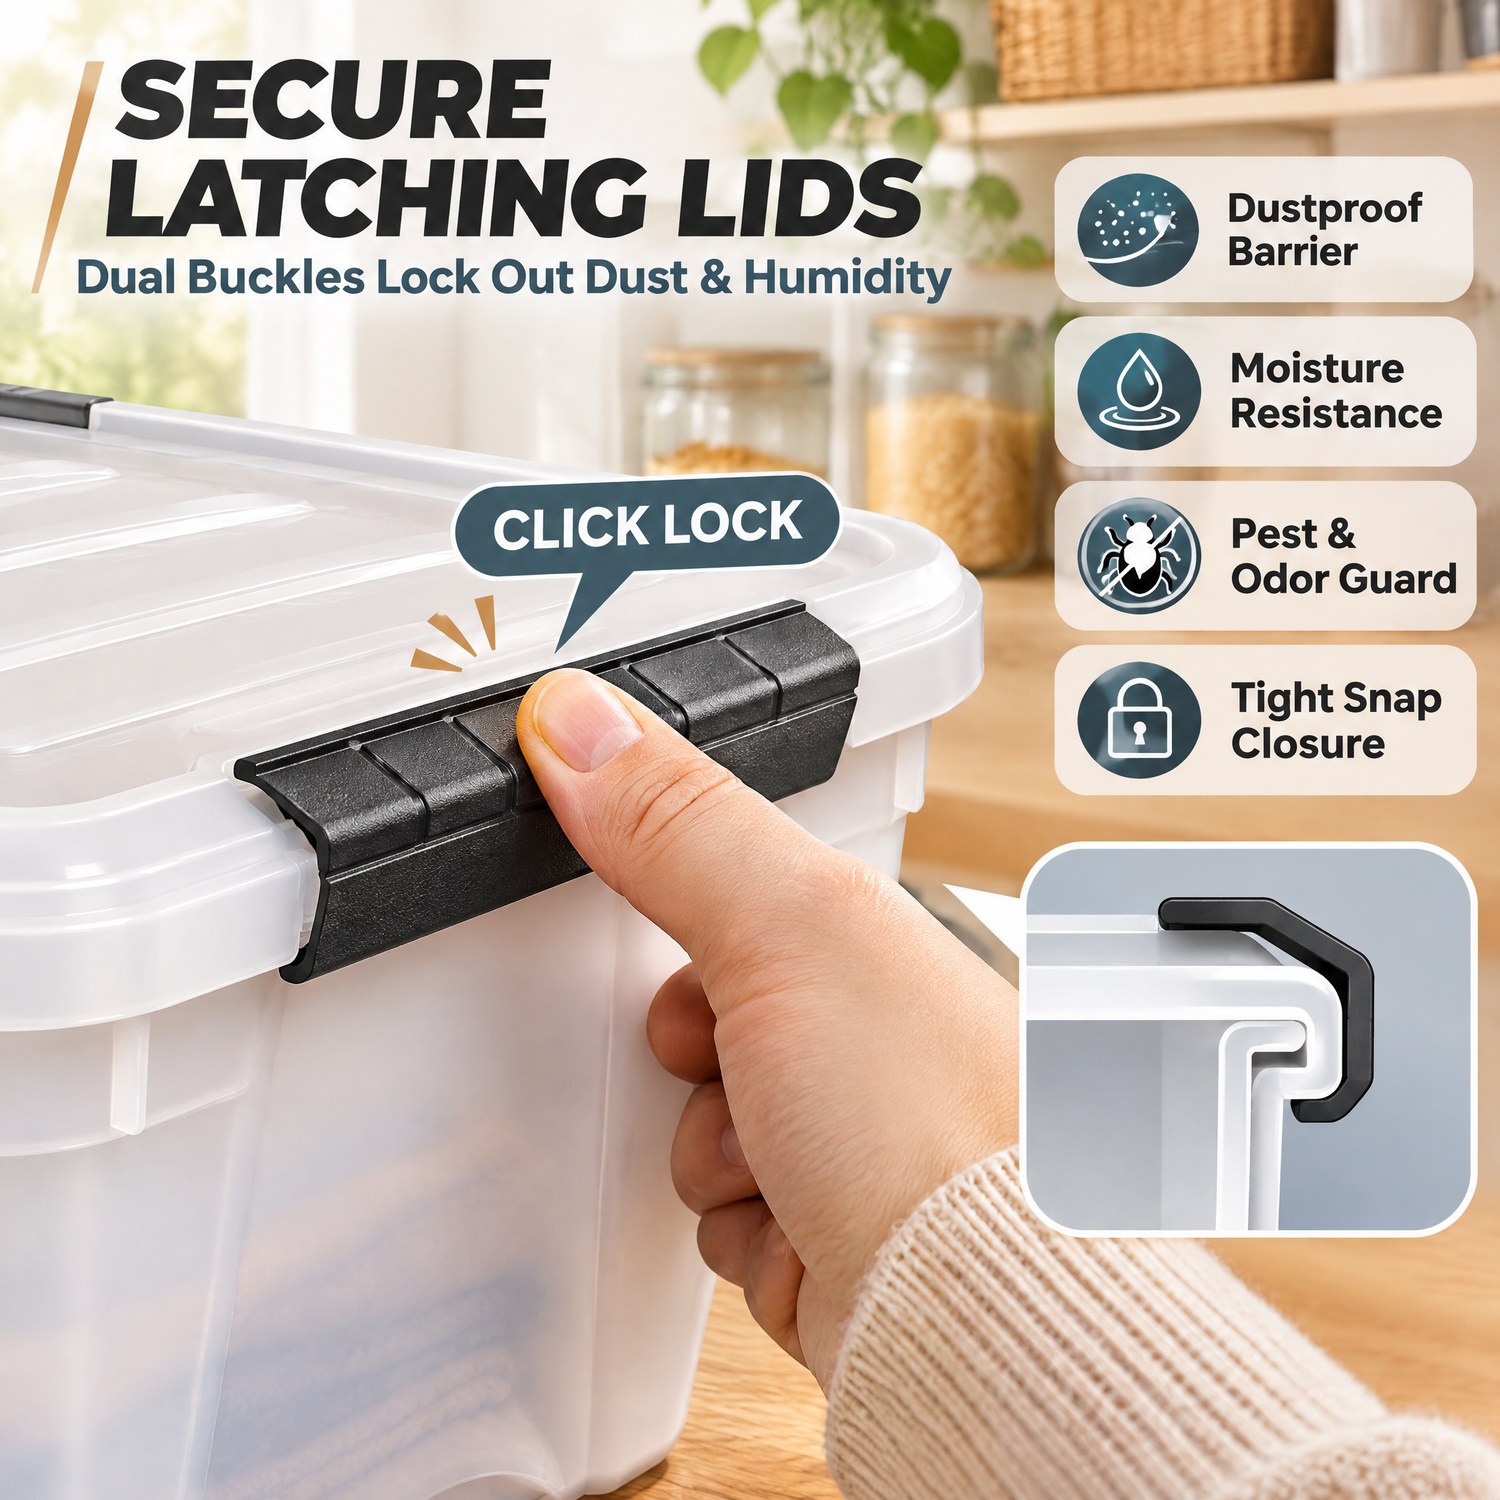 SECURE
LATCHING LIDS
Dual Buckles Lock Out Dust & Humidity
Dustproof
Barrier
Moisture
Resistance
Pest &
Odor Guard
Tight Snap
Closure
CLICK LOCK